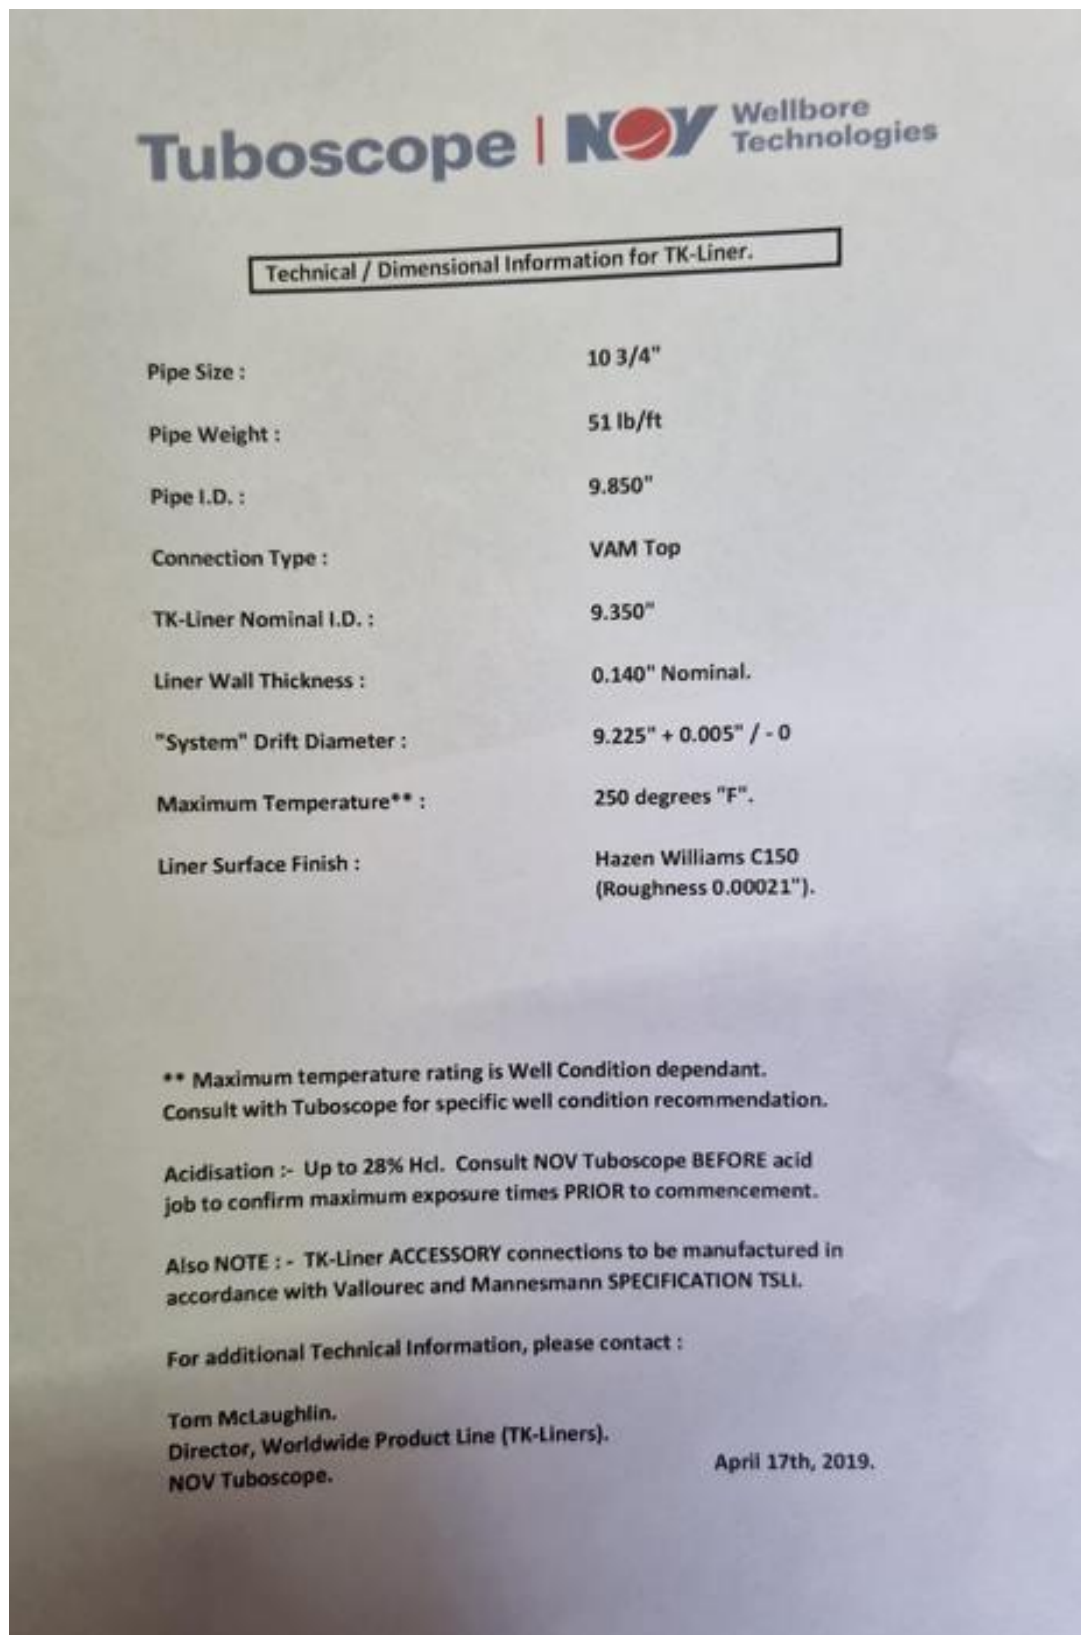 Tuboscope | NOV Wellbore Technologies
Technical / Dimensional Information for TK-Liner.
Pipe Size : 10 3/4"
Pipe Weight : 51 lb/ft
Pipe I.D. : 9.850"
Connection Type : VAM Top
TK-Liner Nominal I.D. : 9.350"
Liner Wall Thickness : 0.140" Nominal.
"System" Drift Diameter : 9.225" + 0.005" / - 0
Maximum Temperature** : 250 degrees "F".
Liner Surface Finish : Hazen Williams C150
(Roughness 0.00021").
** Maximum temperature rating is Well Condition dependant.
Consult with Tuboscope for specific well condition recommendation.
Acidisation :- Up to 28% Hcl. Consult NOV Tuboscope BEFORE acid
job to confirm maximum exposure times PRIOR to commencement.
Also NOTE : - TK-Liner ACCESSORY connections to be manufactured in
accordance with Vallourec and Mannesmann SPECIFICATION TSLI.
For additional Technical Information, please contact :
Tom McLaughlin.
Director, Worldwide Product Line (TK-Liners).
NOV Tuboscope.
April 17th, 2019.